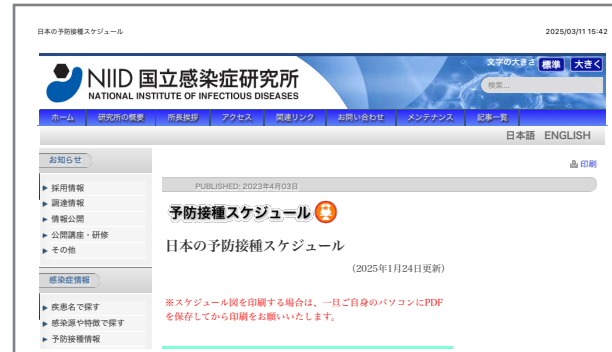 日本の予防接種スケジュール
2025/03/11 15:42
NIID 国立感染症研究所
NATIONAL INSTITUTE OF INFECTIOUS DISEASES
文字の大きさ 標準 大きく
検索...
ホーム 研究所の概要 所長挨拶 アクセス 関連リンク お問い合わせ メンテナンス 記事一覧
日本語 ENGLISH
お知らせ
採用情報
調達情報
情報公開
公開講座・研修
その他
感染症情報
疾患名で探す
感染源や特徴で探す
予防接種情報
印刷
PUBLISHED: 2023年4月03日
予防接種スケジュール
日本の予防接種スケジュール
(2025年1月24日更新)
※スケジュール図を印刷する場合は、一旦ご自身のパソコンにPDF
を保存してから印刷をお願いいたします。